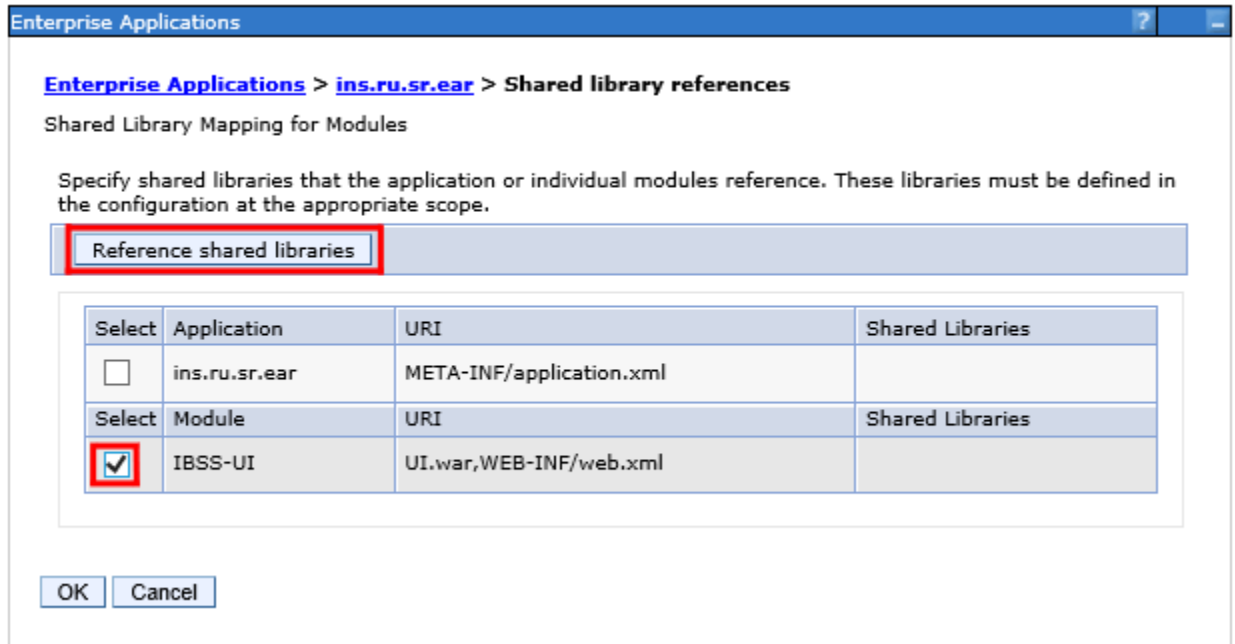 Enterprise Applications ?
Enterprise Applications > ins.ru.sr.ear > Shared library references
Shared Library Mapping for Modules
Specify shared libraries that the application or individual modules reference. These libraries must be defined in
the configuration at the appropriate scope.
Reference shared libraries
Select Application URI Shared Libraries
ins.ru.sr.ear META-INF/application.xml
Select Module URI Shared Libraries
IBSS-UI UI.war,WEB-INF/web.xml
OK Cancel